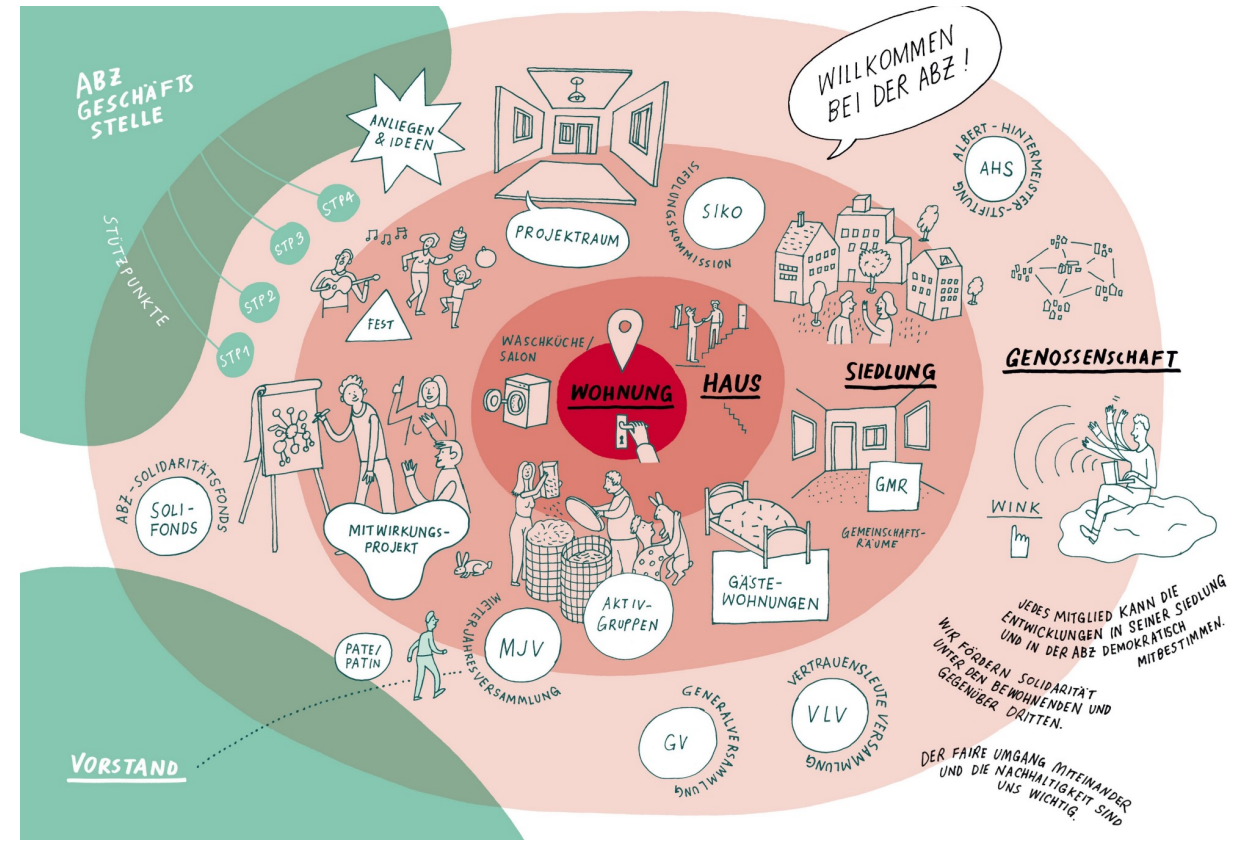 ABZ
GESCHÄFTS
STELLE
STÜTZPUNKTE
STP4
STP3
STP2
STP1
ANLIEGEN
& IDEEN
PROJEKTRAUM
SIEDLUNGSKOMMISSION
SIKO
WILLKOMMEN
BEI DER ABZ!
ALBERT-HINTERMEISTER-STIFTUNG
AHS
FEST
WASCHKÜCHE/
SALON
WOHNUNG
HAUS
SIEDLUNG
GENOSSENSCHAFT
ABZ-SOLIDARITÄTSFONDS
SOLI-
FONDS
MITWIRKUNGS-
PROJEKT
GMR
GEMEINSCHAFTS-
RÄUME
WINK
GÄSTE-
WOHNUNGEN
AKTIV-
GRUPPEN
MIETERJAHRESVERSAMMLUNG
MJV
PATE/
PATIN
GENERALVERSAMMLUNG
GV
VERTRAUENSLEUTE VERSAMMLUNG
VLV
VORSTAND
JEDES MITGLIED KANN DIE
ENTWICKLUNGEN IN SEINER SIEDLUNG
UND IN DER ABZ DEMOKRATISCH
MITBESTIMMEN.
WIR FÖRDERN SOLIDARITÄT
UNTER DEN BEWOHNENDEN UND
GEGENÜBER DRITTEN.
DER FAIRE UMGANG MITEINANDER
UND DIE NACHHALTIGKEIT SIND
UNS WICHTIG.